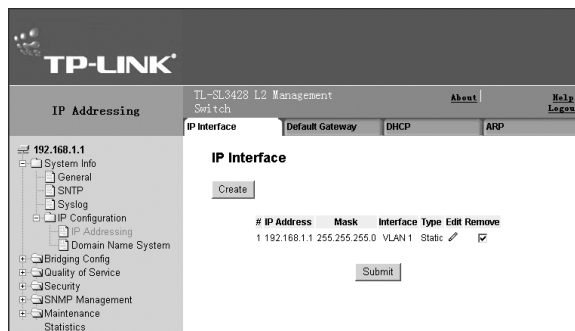 TP-LINK
IP Addressing
TL-SL3428 L2 Management Switch
About
Help
Logou
IP Interface
Default Gateway
DHCP
ARP
192.168.1.1
System Info
General
SNTP
Syslog
IP Configuration
IP Addressing
Domain Name System
Bridging Config
Quality of Service
Security
SNMP Management
Maintenance
Statistics
IP Interface
Create
# IP Address Mask Interface Type Edit Remove
1 192.168.1.1 255.255.255.0 VLAN 1 Static
Submit